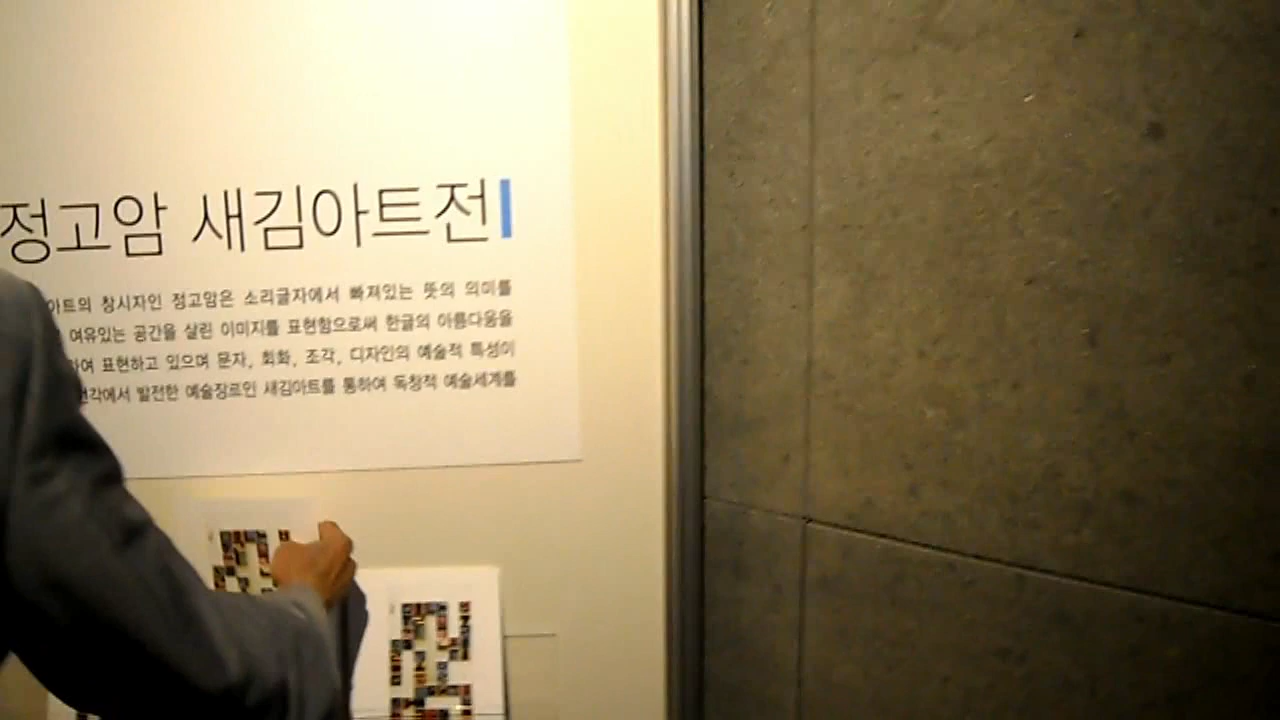 정고암 새김아트전
아트의 창시자인 정고암은 소리글자에서 빠져있는 뜻의 의미를
여유있는 공간을 살린 이미지를 표현함으로써 한글의 아름다움을
하여 표현하고 있으며 문자, 회화, 조각, 디자인의 예술적 특성이
전각에서 발전한 예술장르인 새김아트를 통하여 독창적 예술세계를